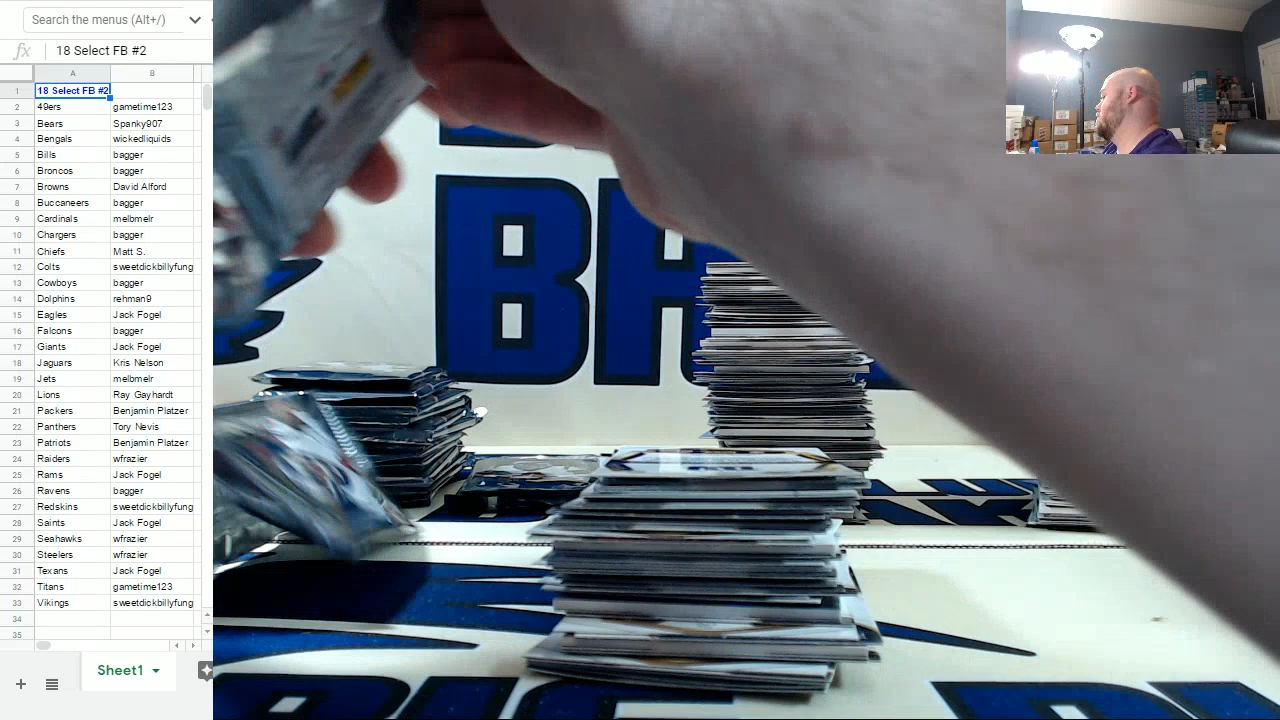 Search the menus (Alt+/)
fx 18 Select FB #2
A B
1 18 Select FB #2
2 49ers gametime123
3 Bears Spanky907
4 Bengals wickedliquids
5 Bills bagger
6 Broncos bagger
7 Browns David Alford
8 Buccaneers bagger
9 Cardinals melbmelr
10 Chargers bagger
11 Chiefs Matt S.
12 Colts sweetdickbillyfung
13 Cowboys bagger
14 Dolphins rehman9
15 Eagles Jack Fogel
16 Falcons bagger
17 Giants Jack Fogel
18 Jaguars Kris Nelson
19 Jets melbmelr
20 Lions Ray Gayhardt
21 Packers Benjamin Platzer
22 Panthers Tory Nevis
23 Patriots Benjamin Platzer
24 Raiders wfrazier
25 Rams Jack Fogel
26 Ravens bagger
27 Redskins sweetdickbillyfung
28 Saints Jack Fogel
29 Seahawks wfrazier
30 Steelers wfrazier
31 Texans Jack Fogel
32 Titans gametime123
33 Vikings sweetdickbillyfung
34
35
Sheet1